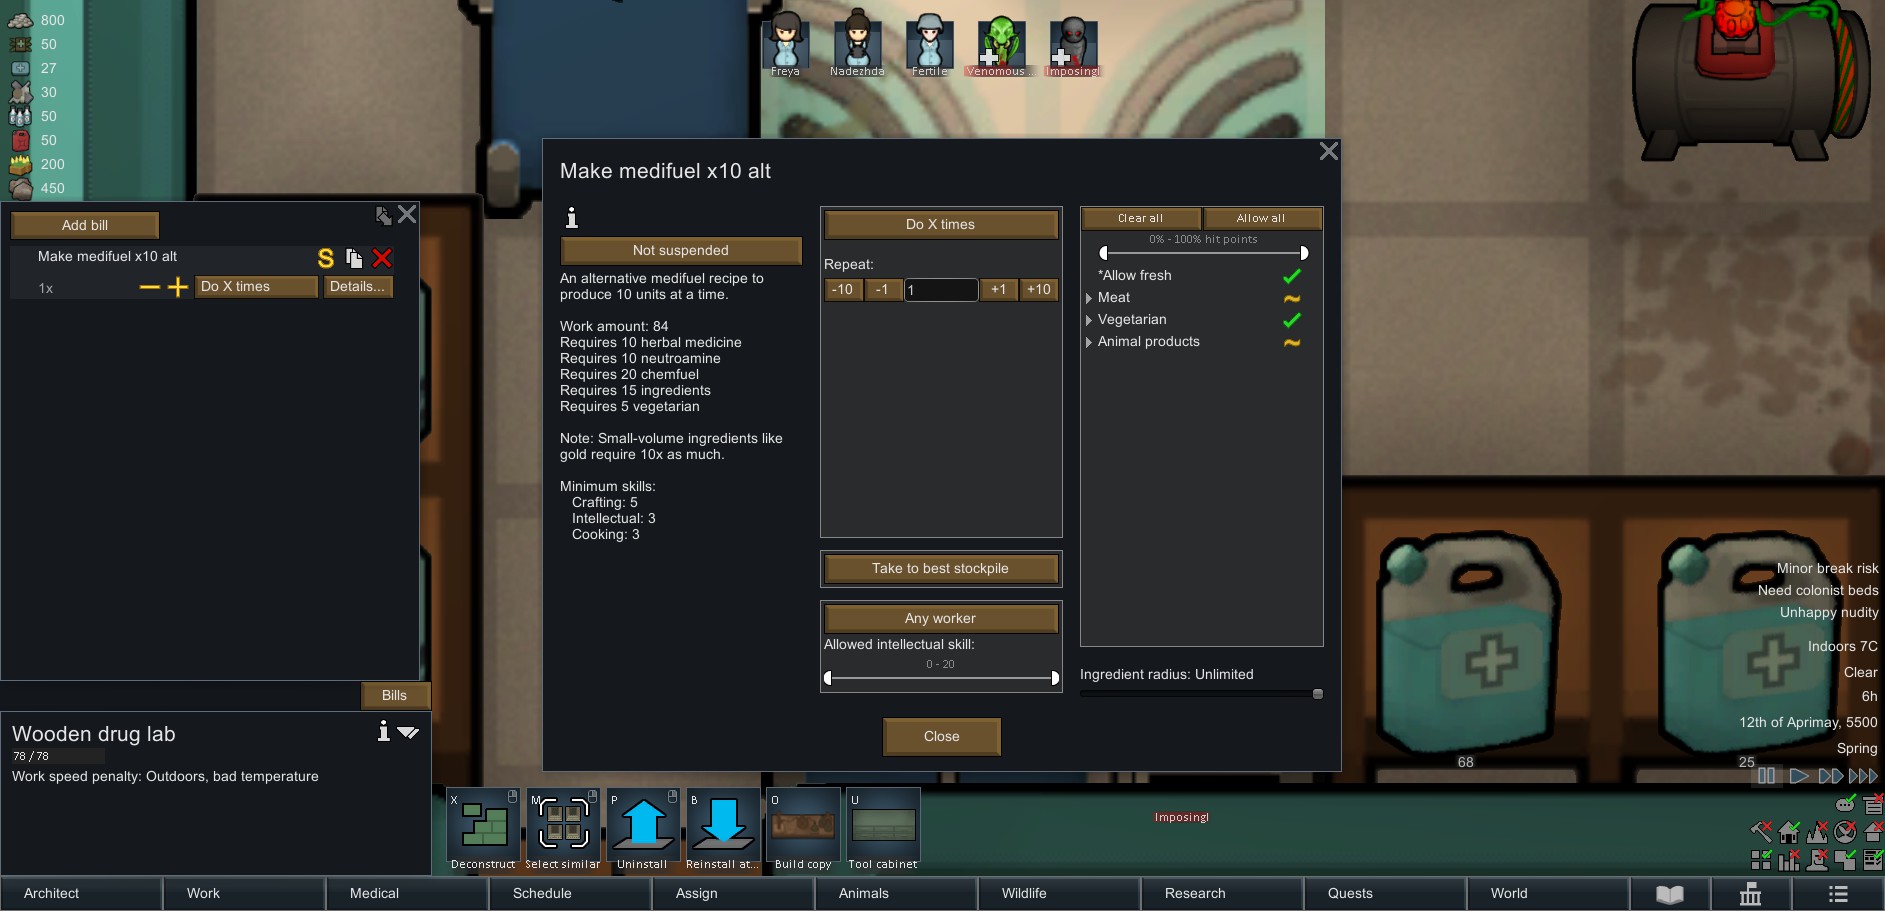 800
50
27
30
50
50
200
450
Freya
Nadezhda
Fertile
Venomous...
Imposingl
Add bill
Make medifuel x10 alt
S
1x
Do X times
Details...
Bills
Wooden drug lab
78 / 78
Work speed penalty: Outdoors, bad temperature
Make medifuel x10 alt
Not suspended
An alternative medifuel recipe to
produce 10 units at a time.
Work amount: 84
Requires 10 herbal medicine
Requires 10 neutroamine
Requires 20 chemfuel
Requires 15 ingredients
Requires 5 vegetarian
Note: Small-volume ingredients like
gold require 10x as much.
Minimum skills:
Crafting: 5
Intellectual: 3
Cooking: 3
Do X times
Repeat:
-10
-1
1
+1
+10
Take to best stockpile
Any worker
Allowed intellectual skill:
0 - 20
Clear all
Allow all
0% - 100% hit points
*Allow fresh
Meat
Vegetarian
Animal products
Ingredient radius: Unlimited
Close
Minor break risk
Need colonist beds
Unhappy nudity
Indoors 7C
Clear
6h
12th of Aprimay, 5500
Spring
68
25
Imposingl
X
M
P
B
O
U
Deconstruct
Select similar
Uninstall
Reinstall at...
Build copy
Tool cabinet
Architect
Work
Medical
Schedule
Assign
Animals
Wildlife
Research
Quests
World